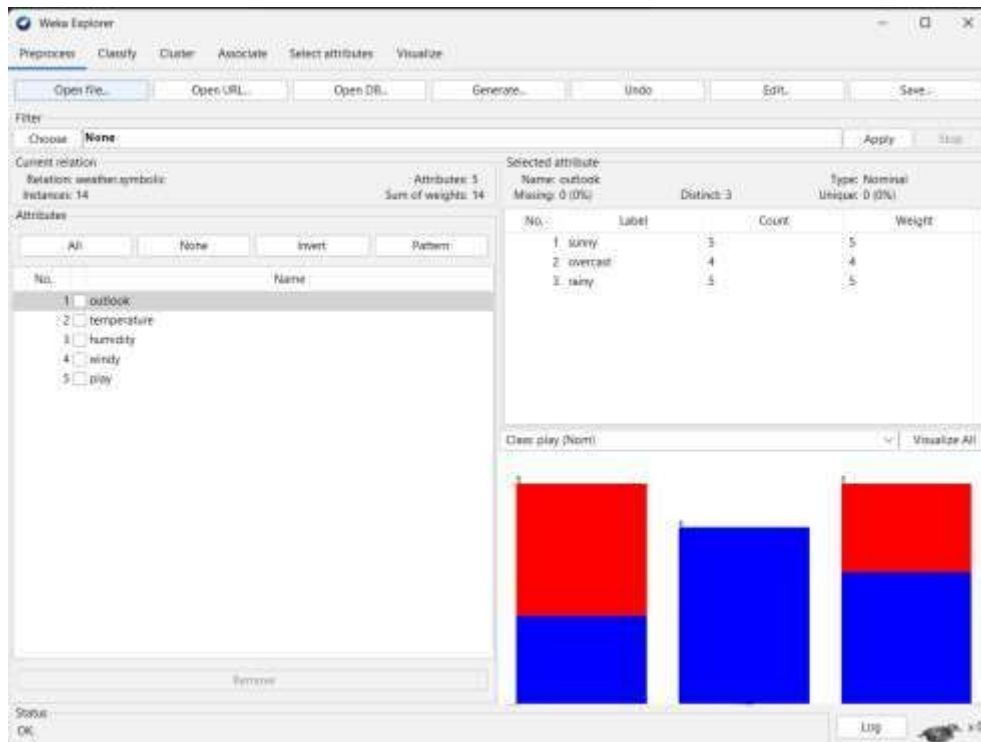 Weka Explorer
Preprocess Classify Cluster Associate Select attributes Visualize
Open file... Open URL... Open DB... Generate... Undo Edit... Save...
Filter
Choose None Apply Stop
Current relation
Relation: weather.symbolic Attributes: 5
Instances: 14 Sum of weights: 14
Selected attribute
Name: outlook Type: Nominal
Missing: 0 (0%) Distinct: 3 Unique: 0 (0%)
Attributes
All None Invert Pattern
No. Name
1 outlook
2 temperature
3 humidity
4 windy
5 play
Remove
No. Label Count Weight
1 sunny 5 5
2 overcast 4 4
3 rainy 5 5
Class: play (Nom) Visualize All
Status
OK
Log x 0